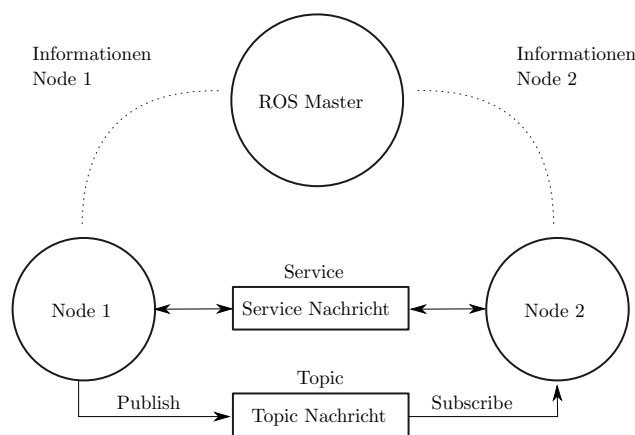 Informationen
Node 1
Informationen
Node 2
ROS Master
Service
Node 1
Service Nachricht
Node 2
Topic
Publish
Topic Nachricht
Subscribe